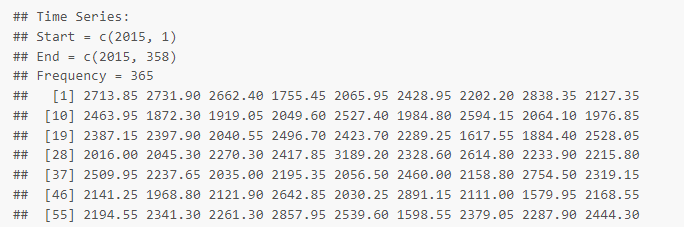 ## Time Series:
## Start = c(2015, 1)
## End = c(2015, 358)
## Frequency = 365
##   [1] 2713.85 2731.90 2662.40 1755.45 2065.95 2428.95 2202.20 2838.35 2127.35
##  [10] 2463.95 1872.30 1919.05 2049.60 2527.40 1984.80 2594.15 2064.10 1976.85
##  [19] 2387.15 2397.90 2040.55 2496.70 2423.70 2289.25 1617.55 1884.40 2528.05
##  [28] 2016.00 2045.30 2270.30 2417.85 3189.20 2328.60 2614.80 2233.90 2215.80
##  [37] 2509.95 2237.65 2035.00 2195.35 2056.50 2460.00 2158.80 2754.50 2319.15
##  [46] 2141.25 1968.80 2121.90 2642.85 2030.25 2891.15 2111.00 1579.95 2168.55
##  [55] 2194.55 2341.30 2261.30 2857.95 2539.60 1598.55 2379.05 2287.90 2444.30